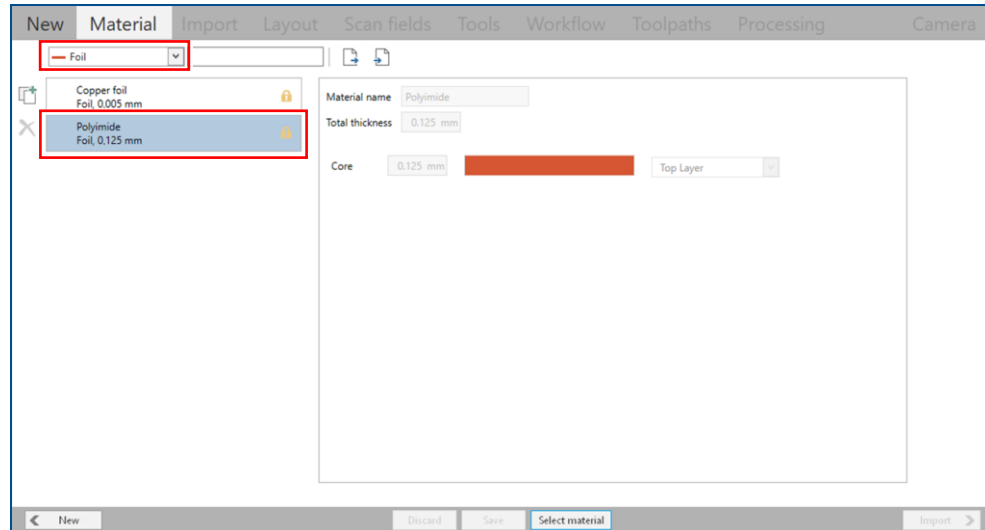 New Material Import Layout Scan fields Tools Workflow Toolpaths Processing Camera
Foil
Copper foil
Foil, 0.005 mm
Polyimide
Foil, 0.125 mm
Material name Polyimide
Total thickness 0.125 mm
Core 0.125 mm Top Layer
New Discard Save Select material Import